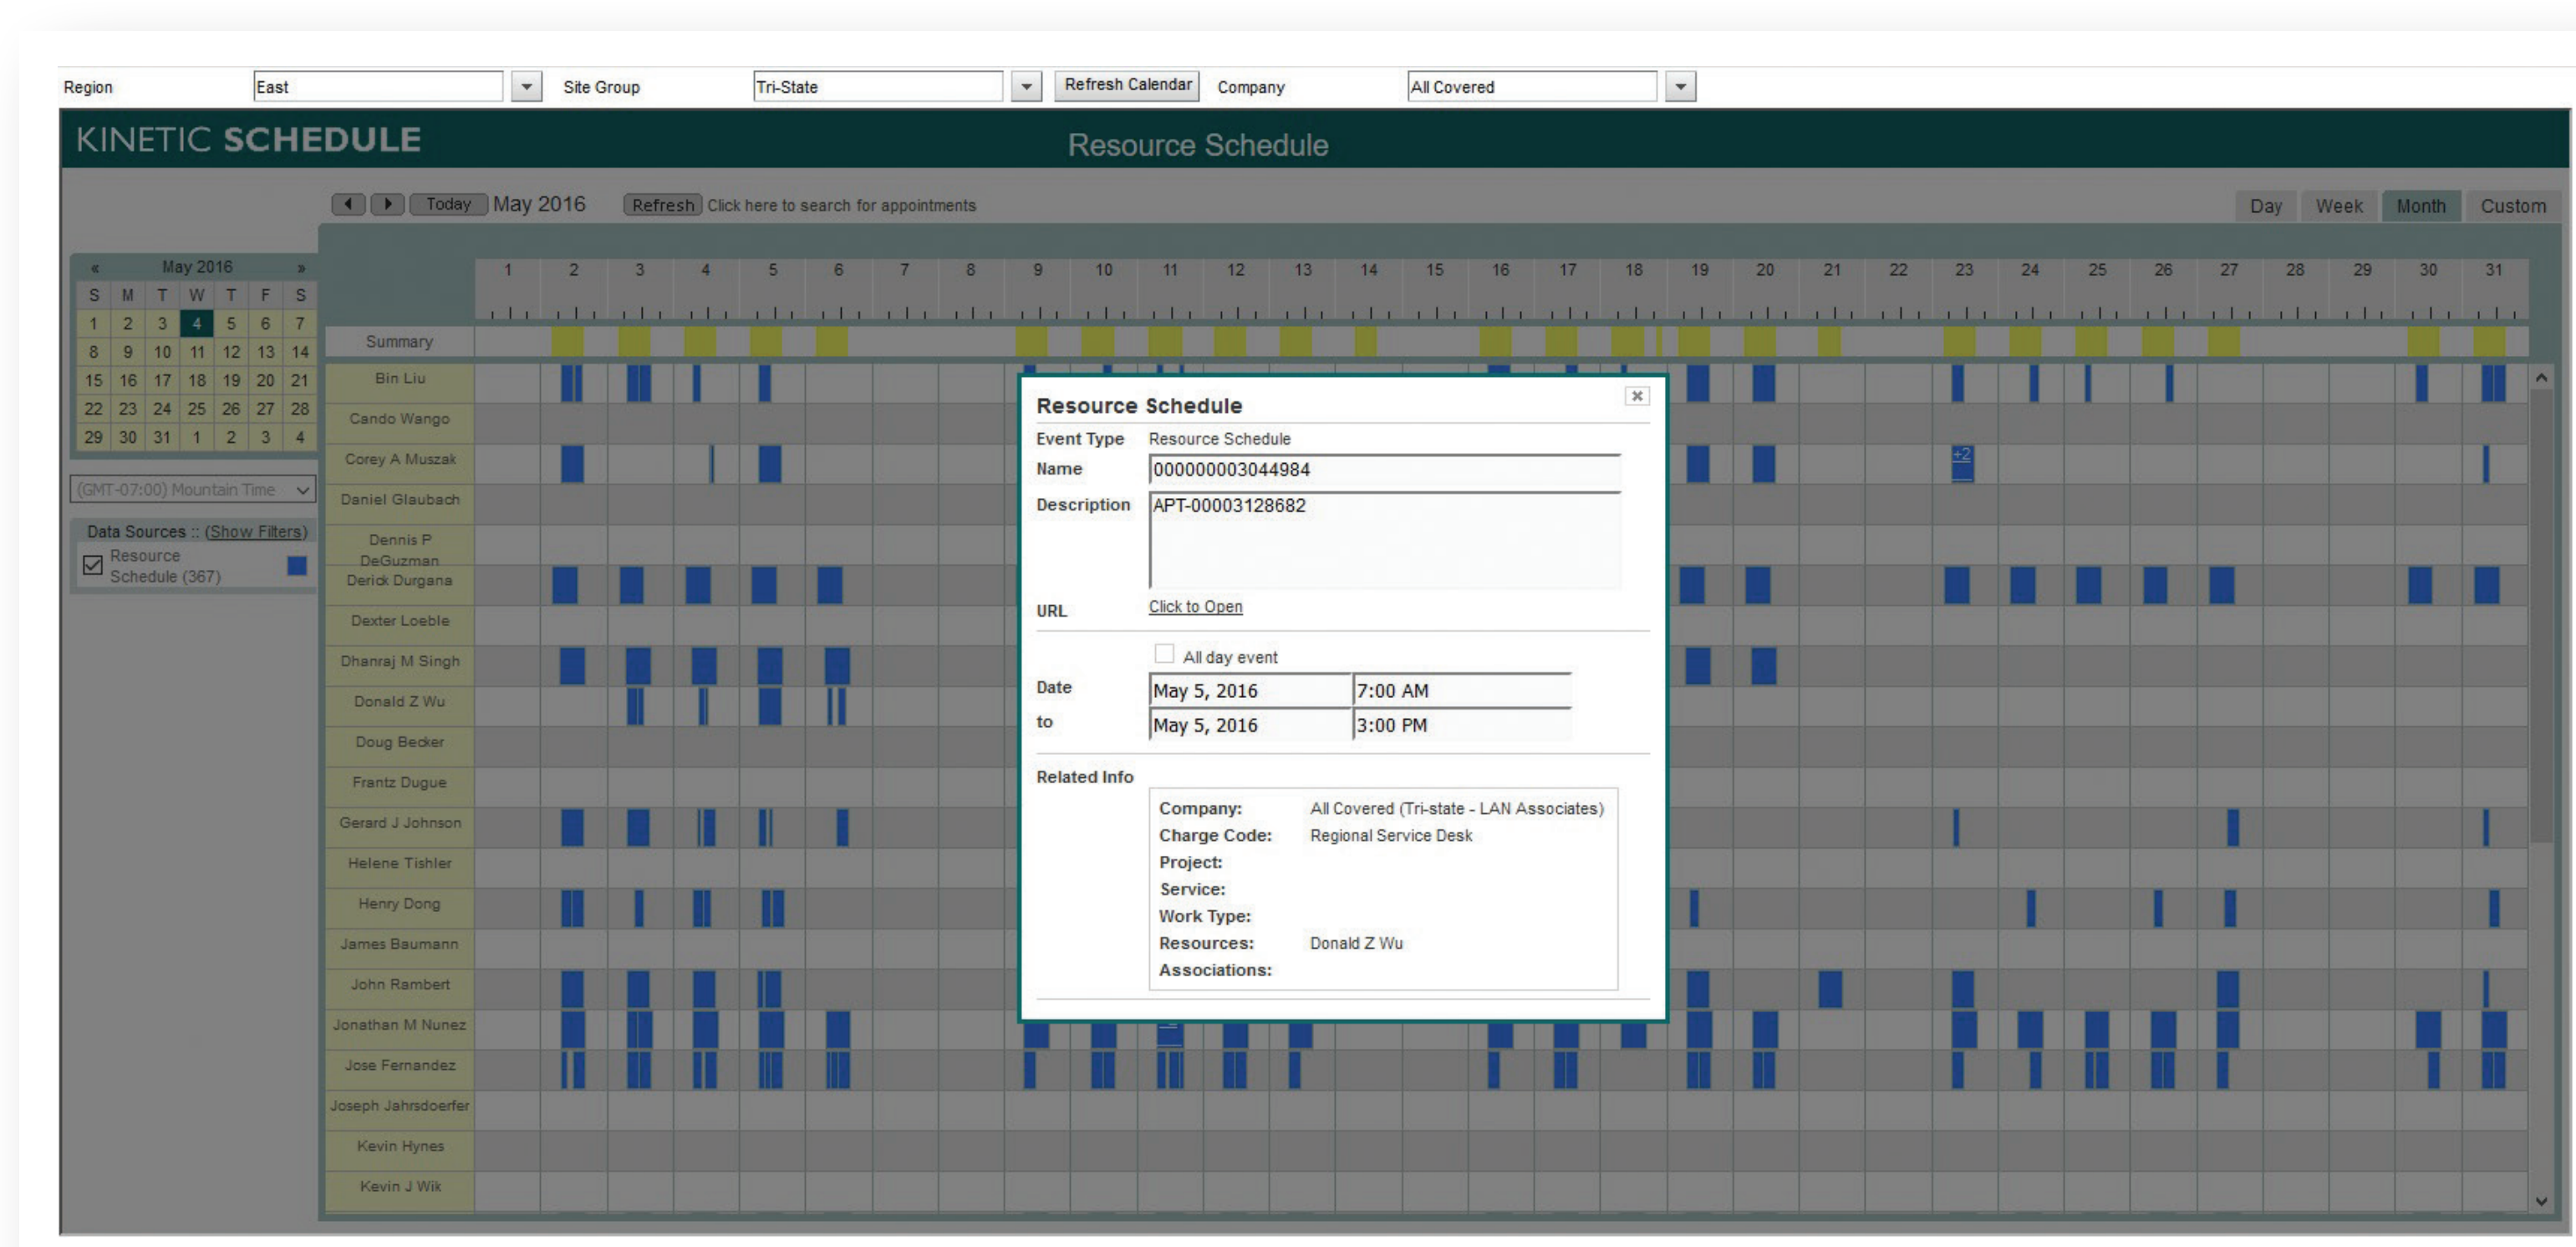 Region East Site Group Tri-State Refresh Calendar Company All Covered
KINETIC SCHEDULE Resource Schedule
Today May 2016 Refresh Click here to search for appointments Day Week Month Custom
« May 2016 »
S M T W T F S
1 2 3 4 5 6 7
8 9 10 11 12 13 14
15 16 17 18 19 20 21
22 23 24 25 26 27 28
29 30 31 1 2 3 4
(GMT-07:00) Mountain Time
Data Sources :: (Show Filters)
Resource
Schedule (367)
1 2 3 4 5 6 7 8 9 10 11 12 13 14 15 16 17 18 19 20 21 22 23 24 25 26 27 28 29 30 31
Summary
Bin Liu
Cando Wango
Corey A Muszak
+2
Daniel Glaubach
Dennis P
DeGuzman
Derick Durgana
Dexter Loeble
Dhanraj M Singh
Donald Z Wu
Doug Becker
Frantz Dugue
Gerard J Johnson
Helene Tishler
Henry Dong
James Baumann
John Rambert
Jonathan M Nunez
Jose Fernandez
Joseph Jahrsdoerfer
Kevin Hynes
Kevin J Wik
Resource Schedule
Event Type Resource Schedule
Name 000000003044984
Description APT-00003128682
URL Click to Open
All day event
Date May 5, 2016 7:00 AM
to May 5, 2016 3:00 PM
Related Info
Company: All Covered (Tri-state - LAN Associates)
Charge Code: Regional Service Desk
Project:
Service:
Work Type:
Resources: Donald Z Wu
Associations: